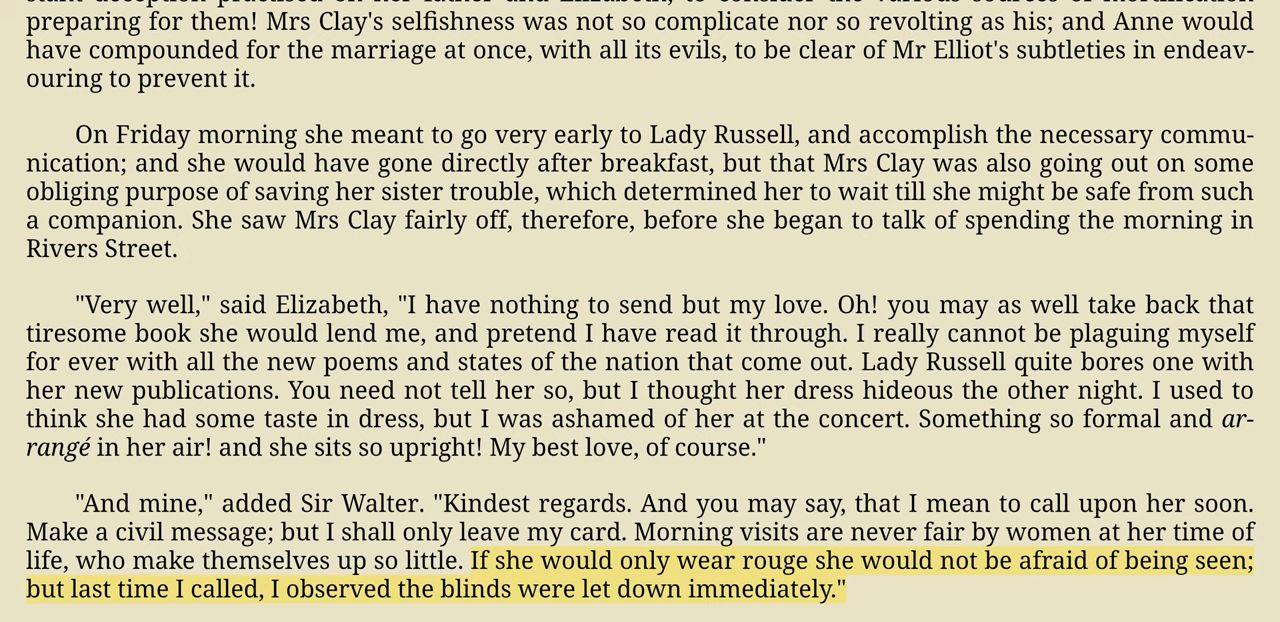 preparing for them! Mrs Clay's selfishness was not so complicate nor so revolting as his; and Anne would
have compounded for the marriage at once, with all its evils, to be clear of Mr Elliot's subtleties in endeav-
ouring to prevent it.
On Friday morning she meant to go very early to Lady Russell, and accomplish the necessary commu-
nication; and she would have gone directly after breakfast, but that Mrs Clay was also going out on some
obliging purpose of saving her sister trouble, which determined her to wait till she might be safe from such
a companion. She saw Mrs Clay fairly off, therefore, before she began to talk of spending the morning in
Rivers Street.
"Very well," said Elizabeth, "I have nothing to send but my love. Oh! you may as well take back that
tiresome book she would lend me, and pretend I have read it through. I really cannot be plaguing myself
for ever with all the new poems and states of the nation that come out. Lady Russell quite bores one with
her new publications. You need not tell her so, but I thought her dress hideous the other night. I used to
think she had some taste in dress, but I was ashamed of her at the concert. Something so formal and ar-
rangé in her air! and she sits so upright! My best love, of course."
"And mine," added Sir Walter. "Kindest regards. And you may say, that I mean to call upon her soon.
Make a civil message; but I shall only leave my card. Morning visits are never fair by women at her time of
life, who make themselves up so little. If she would only wear rouge she would not be afraid of being seen;
but last time I called, I observed the blinds were let down immediately."